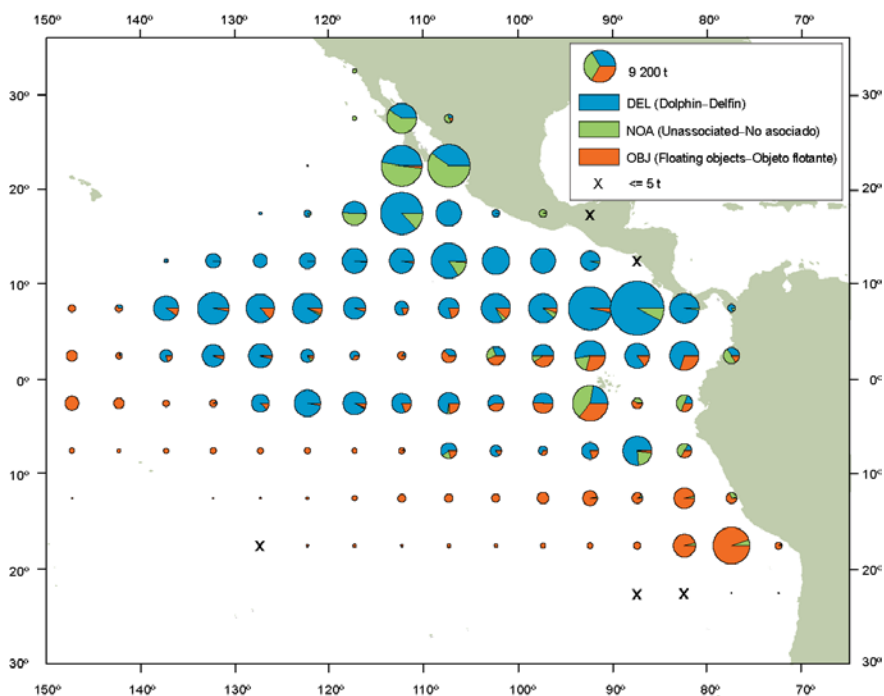 150º 140º 130º 120º 110º 100º 90º 80º 70º
9 200 t
30º 30º
DEL (Dolphin–Delfín)
NOA (Unassociated–No asociado)
OBJ (Floating objects–Objeto flotante)
X <= 5 t
20º 20º
X
X
10º 10º
0º 0º
10º 10º
X
20º 20º
X X
30º 30º
150º 140º 130º 120º 110º 100º 90º 80º 70º